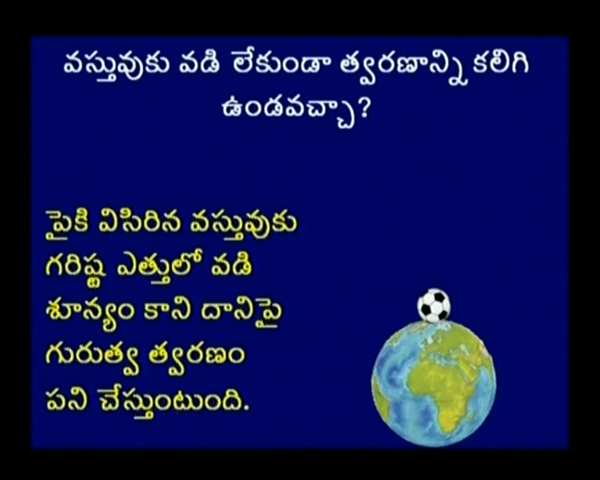 వస్తువుకు వడి లేకుండా త్వరణాన్ని కలిగి
ఉండవచ్చా?
పైకి విసిరిన వస్తువుకు
గరిష్ట ఎత్తులో వడి
శూన్యం కాని దానిపై
గురుత్వ త్వరణం
పని చేస్తుంటుంది.